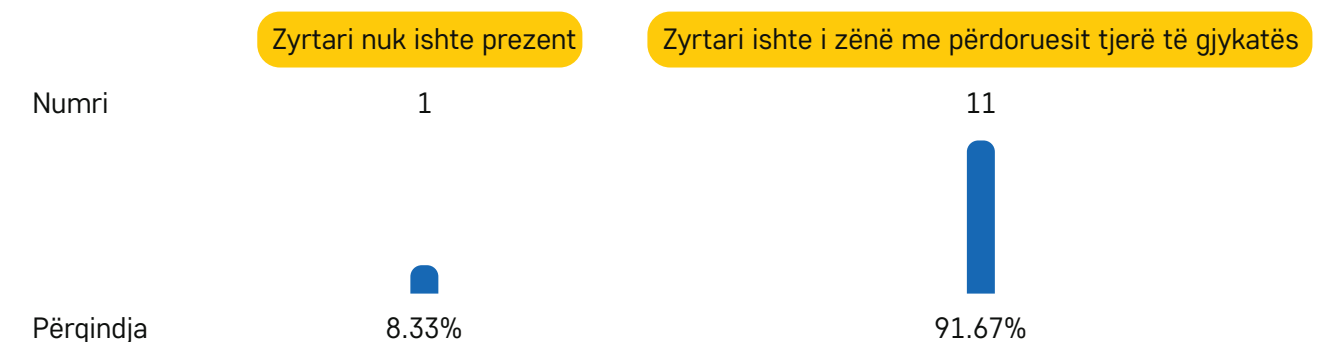 Zyrtari nuk ishte prezent Zyrtari ishte i zënë me përdoruesit tjerë të gjykatës
Numri 1 11
Përqindja 8.33% 91.67%